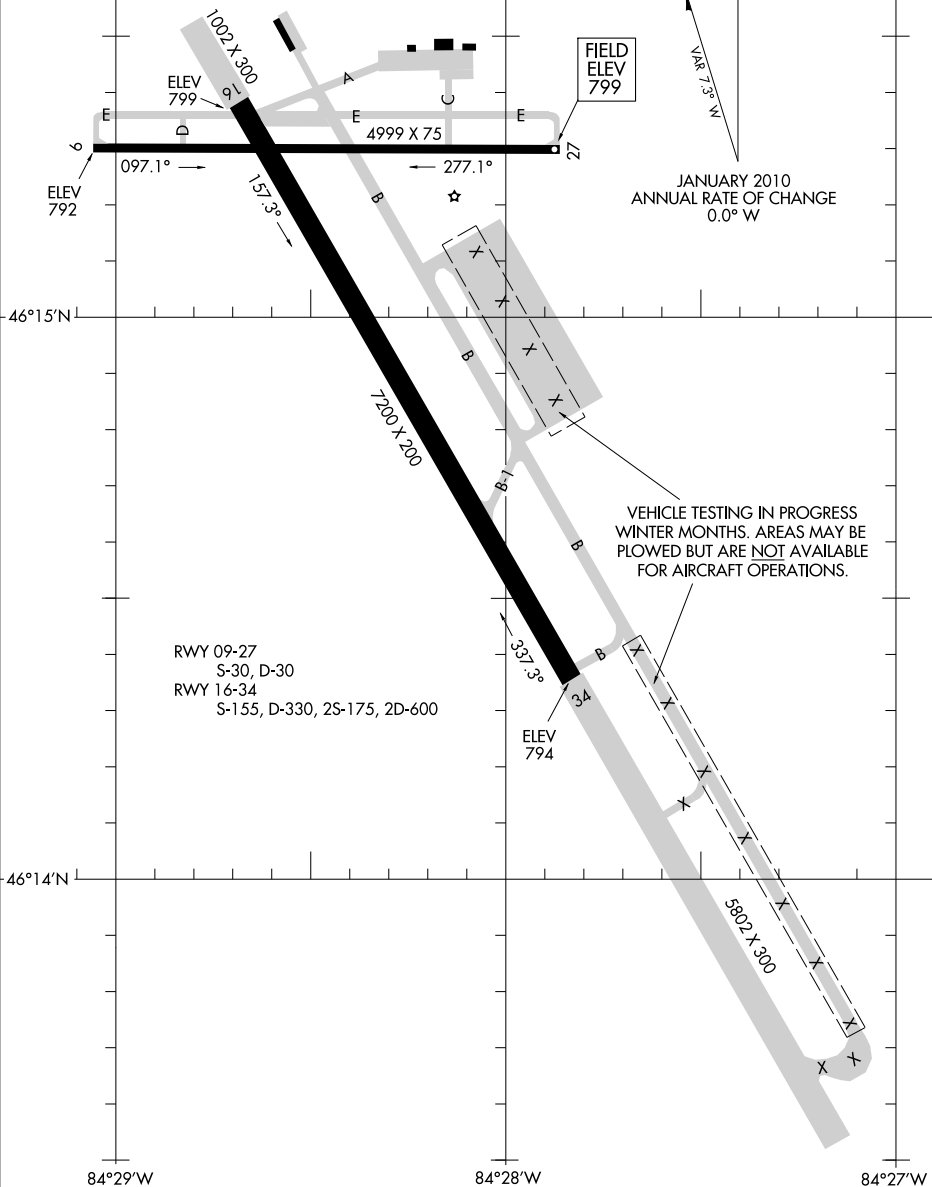 1002 X 300
VAR 7.3° W
FIELD
ELEV
799
ELEV
799
16
A
C
E
D
E
E
4999 X 75
9
27
097.1°
277.1°
ELEV
792
157.3°
B
JANUARY 2010
ANNUAL RATE OF CHANGE
0.0° W
X
X
46°15'N
X
B
7200 X 200
X
B-1
VEHICLE TESTING IN PROGRESS
WINTER MONTHS. AREAS MAY BE
PLOWED BUT ARE NOT AVAILABLE
FOR AIRCRAFT OPERATIONS.
B
RWY 09-27
S-30, D-30
RWY 16-34
S-155, D-330, 2S-175, 2D-600
337.3°
B
X
34
X
ELEV
794
X
X
X
46°14'N
X
5802 X 300
X
X
X
X
84°29'W
84°28'W
84°27'W